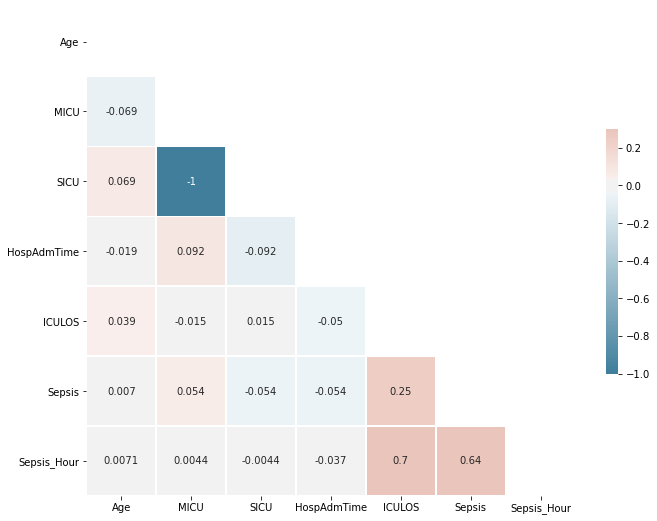 Age
MICU -0.069
SICU 0.069 -1
HospAdmTime -0.019 0.092 -0.092
ICULOS 0.039 -0.015 0.015 -0.05
Sepsis 0.007 0.054 -0.054 -0.054 0.25
Sepsis_Hour 0.0071 0.0044 -0.0044 -0.037 0.7 0.64
Age MICU SICU HospAdmTime ICULOS Sepsis Sepsis_Hour
0.2
0.0
−0.2
−0.4
−0.6
−0.8
−1.0